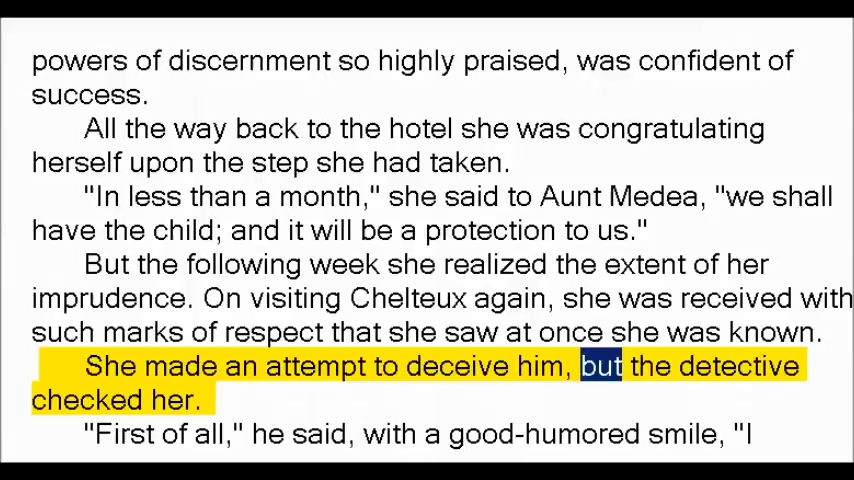 powers of discernment so highly praised, was confident of
success.
All the way back to the hotel she was congratulating
herself upon the step she had taken.
"In less than a month," she said to Aunt Medea, "we shall
have the child; and it will be a protection to us."
But the following week she realized the extent of her
imprudence. On visiting Chelteux again, she was received with
such marks of respect that she saw at once she was known.
She made an attempt to deceive him, but the detective
checked her.
"First of all," he said, with a good-humored smile, "I